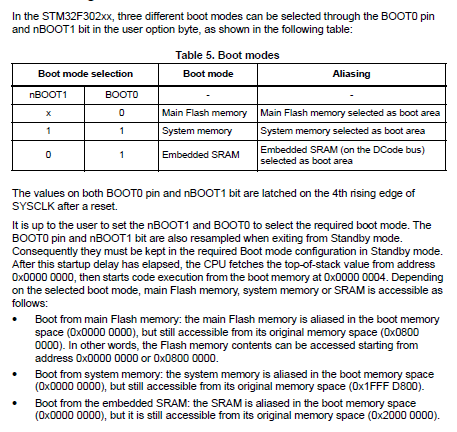 In the STM32F302xx, three different boot modes can be selected through the BOOT0 pin
and nBOOT1 bit in the user option byte, as shown in the following table:
Table 5. Boot modes
Boot mode selection Boot mode Aliasing
nBOOT1 BOOT0 - -
x 0 Main Flash memory Main Flash memory selected as boot area
1 1 System memory System memory selected as boot area
0 1 Embedded SRAM Embedded SRAM (on the DCode bus)
selected as boot area
The values on both BOOT0 pin and nBOOT1 bit are latched on the 4th rising edge of
SYSCLK after a reset.
It is up to the user to set the nBOOT1 and BOOT0 to select the required boot mode. The
BOOT0 pin and nBOOT1 bit are also resampled when exiting from Standby mode.
Consequently they must be kept in the required Boot mode configuration in Standby mode.
After this startup delay has elapsed, the CPU fetches the top-of-stack value from address
0x0000 0000, then starts code execution from the boot memory at 0x0000 0004. Depending
on the selected boot mode, main Flash memory, system memory or SRAM is accessible as
follows:
• Boot from main Flash memory: the main Flash memory is aliased in the boot memory
space (0x0000 0000), but still accessible from its original memory space (0x0800
0000). In other words, the Flash memory contents can be accessed starting from
address 0x0000 0000 or 0x0800 0000.
• Boot from system memory: the system memory is aliased in the boot memory space
(0x0000 0000), but still accessible from its original memory space (0x1FFF D800).
• Boot from the embedded SRAM: the SRAM is aliased in the boot memory space
(0x0000 0000), but it is still accessible from its original memory space (0x2000 0000).